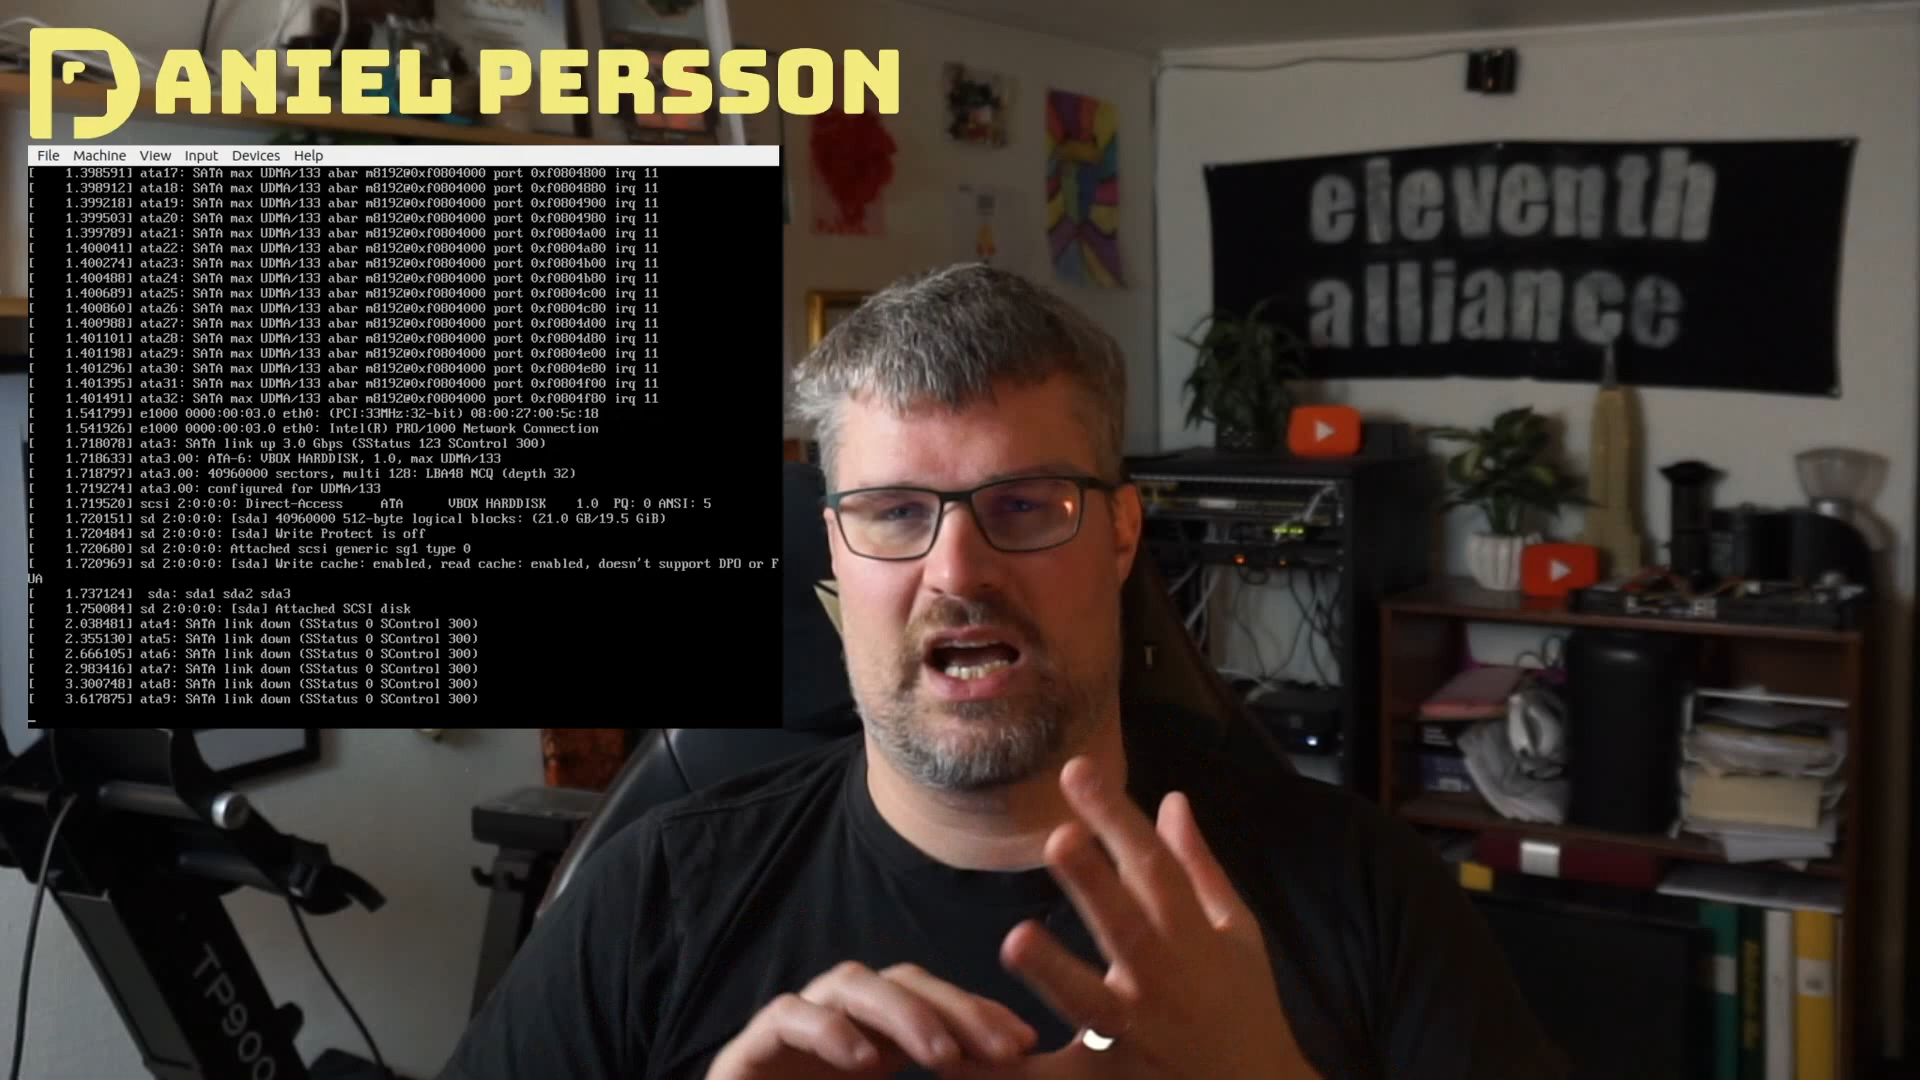 DANIEL PERSSON
File Machine View Input Devices Help
[    1.398591] ata17: SATA max UDMA/133 abar m8192@0xf0804000 port 0xf0804800 irq 11
[    1.398912] ata18: SATA max UDMA/133 abar m8192@0xf0804000 port 0xf0804880 irq 11
[    1.399218] ata19: SATA max UDMA/133 abar m8192@0xf0804000 port 0xf0804900 irq 11
[    1.399503] ata20: SATA max UDMA/133 abar m8192@0xf0804000 port 0xf0804980 irq 11
[    1.399789] ata21: SATA max UDMA/133 abar m8192@0xf0804000 port 0xf0804a00 irq 11
[    1.400041] ata22: SATA max UDMA/133 abar m8192@0xf0804000 port 0xf0804a80 irq 11
[    1.400274] ata23: SATA max UDMA/133 abar m8192@0xf0804000 port 0xf0804b00 irq 11
[    1.400488] ata24: SATA max UDMA/133 abar m8192@0xf0804000 port 0xf0804b80 irq 11
[    1.400689] ata25: SATA max UDMA/133 abar m8192@0xf0804000 port 0xf0804c00 irq 11
[    1.400860] ata26: SATA max UDMA/133 abar m8192@0xf0804000 port 0xf0804c80 irq 11
[    1.400988] ata27: SATA max UDMA/133 abar m8192@0xf0804000 port 0xf0804d00 irq 11
[    1.401101] ata28: SATA max UDMA/133 abar m8192@0xf0804000 port 0xf0804d80 irq 11
[    1.401198] ata29: SATA max UDMA/133 abar m8192@0xf0804000 port 0xf0804e00 irq 11
[    1.401296] ata30: SATA max UDMA/133 abar m8192@0xf0804000 port 0xf0804e80 irq 11
[    1.401395] ata31: SATA max UDMA/133 abar m8192@0xf0804000 port 0xf0804f00 irq 11
[    1.401491] ata32: SATA max UDMA/133 abar m8192@0xf0804000 port 0xf0804f80 irq 11
[    1.541799] e1000 0000:00:03.0 eth0: (PCI:33MHz:32-bit) 08:00:27:00:5c:18
[    1.541926] e1000 0000:00:03.0 eth0: Intel(R) PRO/1000 Network Connection
[    1.718078] ata3: SATA link up 3.0 Gbps (SStatus 123 SControl 300)
[    1.718633] ata3.00: ATA-6: VBOX HARDDISK, 1.0, max UDMA/133
[    1.718797] ata3.00: 40960000 sectors, multi 128: LBA48 NCQ (depth 32)
[    1.719274] ata3.00: configured for UDMA/133
[    1.719520] scsi 2:0:0:0: Direct-Access     ATA      VBOX HARDDISK    1.0  PQ: 0 ANSI: 5
[    1.720151] sd 2:0:0:0: [sda] 40960000 512-byte logical blocks: (21.0 GB/19.5 GiB)
[    1.720484] sd 2:0:0:0: [sda] Write Protect is off
[    1.720680] sd 2:0:0:0: Attached scsi generic sg1 type 0
[    1.720969] sd 2:0:0:0: [sda] Write cache: enabled, read cache: enabled, doesn't support DPO or F
UA
[    1.737124]  sda: sda1 sda2 sda3
[    1.750084] sd 2:0:0:0: [sda] Attached SCSI disk
[    2.038481] ata4: SATA link down (SStatus 0 SControl 300)
[    2.355130] ata5: SATA link down (SStatus 0 SControl 300)
[    2.666105] ata6: SATA link down (SStatus 0 SControl 300)
[    2.983416] ata7: SATA link down (SStatus 0 SControl 300)
[    3.300748] ata8: SATA link down (SStatus 0 SControl 300)
[    3.617875] ata9: SATA link down (SStatus 0 SControl 300)
_
eleventh
alliance
TP900